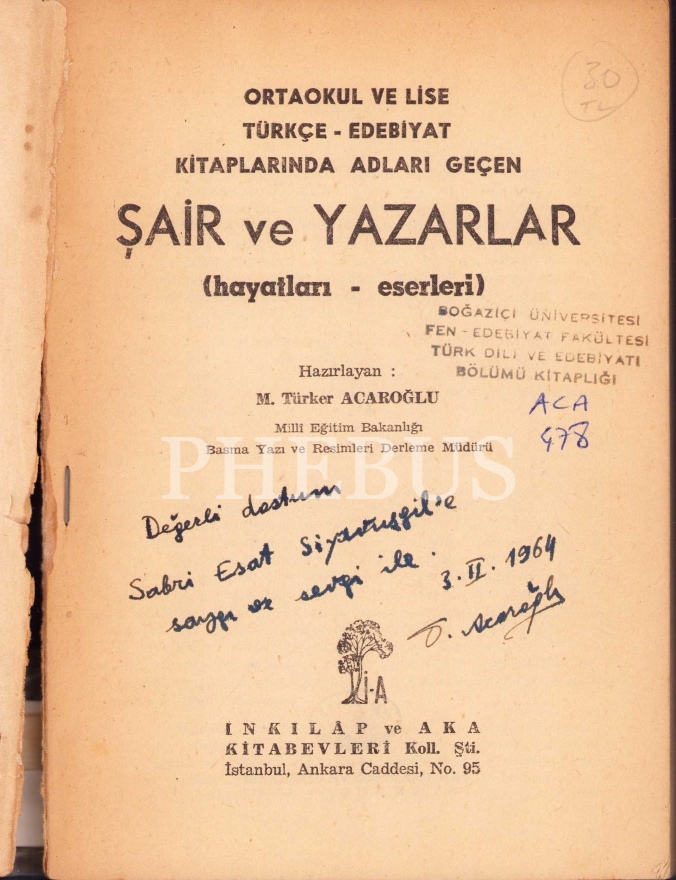 30
TL
ORTAOKUL VE LİSE
TÜRKÇE - EDEBİYAT
KİTAPLARINDA ADLARI GEÇEN
ŞAİR ve YAZARLAR
(hayatları - eserleri)
BOĞAZİÇİ ÜNİVERSİTESİ
FEN - EDEBİYAT FAKÜLTESİ
TÜRK DİLİ VE EDEBİYATI
BÖLÜMÜ KİTAPLIĞI
ACA
478
Hazırlayan :
M. Türker ACAROĞLU
Millî Eğitim Bakanlığı
Basma Yazı ve Resimleri Derleme Müdürü
PHEBUS
Değerli dostum
Sabri Esat Siyavuşgil'e
saygı ve sevgi ile.
3.II.1964
T. Acaroğlu
İ-A
INKILÂP ve AKA
KİTABEVLERİ Koll. Şti.
İstanbul, Ankara Caddesi, No. 95